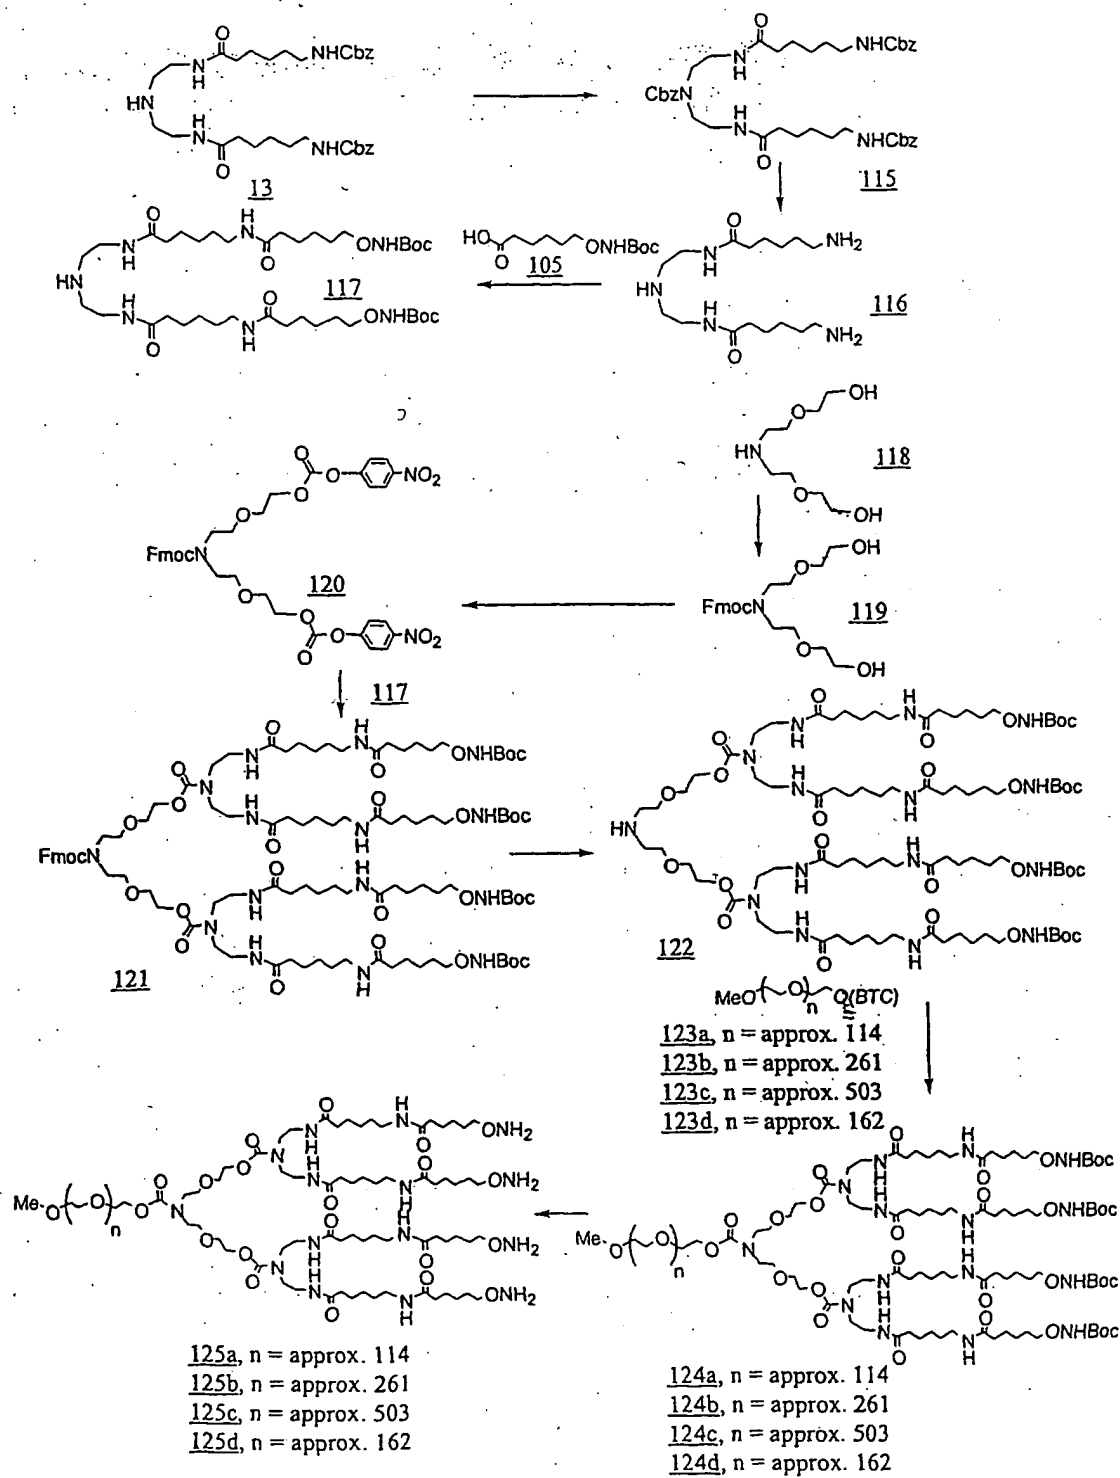 NHCbz
HN
NHCbz
13
NHCbz
CbzN
NHCbz
115
HO
ONHBoc
105
ONHBoc
HN
117
ONHBoc
NH2
HN
116
NH2
OH
HN
118
OH
NO2
FmocN
120
NO2
OH
FmocN
119
OH
117
ONHBoc
ONHBoc
FmocN
ONHBoc
ONHBoc
121
ONHBoc
ONHBoc
HN
ONHBoc
ONHBoc
122
MeO n O(BTC)
123a, n = approx. 114
123b, n = approx. 261
123c, n = approx. 503
123d, n = approx. 162
ONH2
ONH2
Me n
ONH2
ONH2
125a, n = approx. 114
125b, n = approx. 261
125c, n = approx. 503
125d, n = approx. 162
ONHBoc
ONHBoc
Me n
ONHBoc
ONHBoc
124a, n = approx. 114
124b, n = approx. 261
124c, n = approx. 503
124d, n = approx. 162